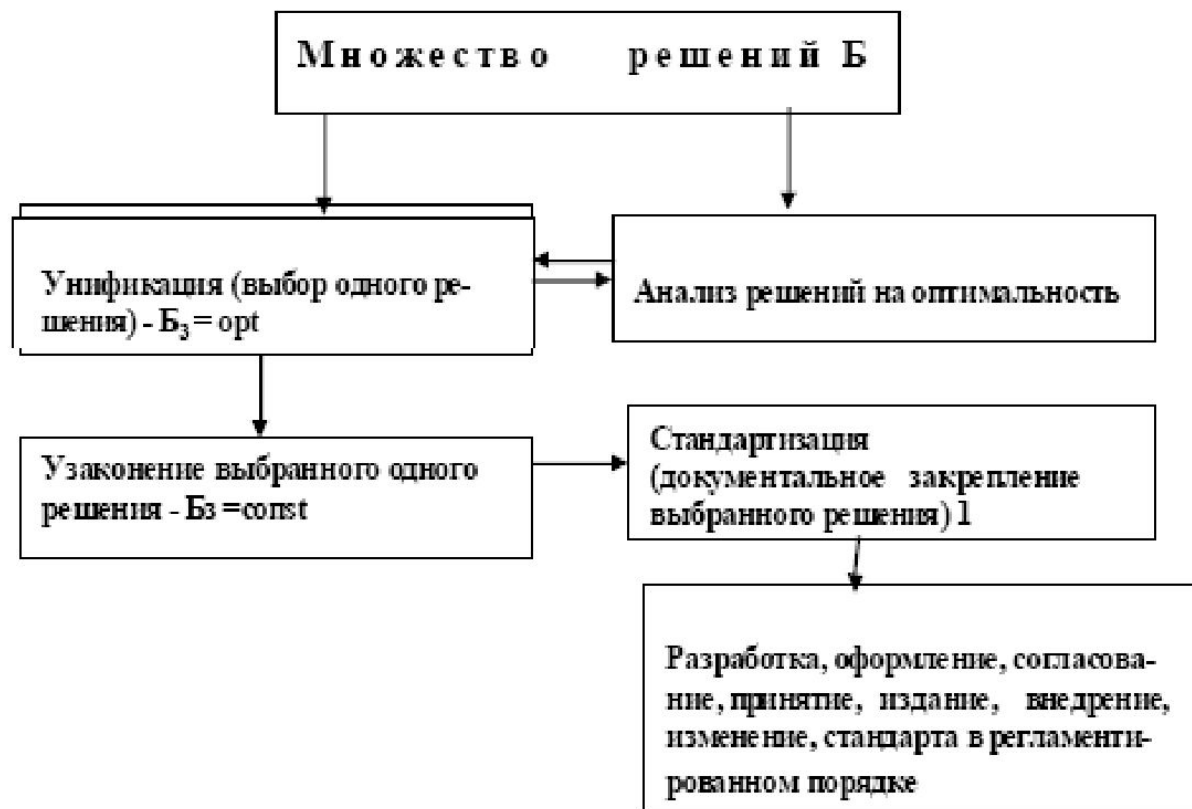 Множество решений Б
Унификация (выбор одного ре-
шения) - Б₃ = opt
Анализ решений на оптимальность
Узаконение выбранного одного
решения - Бз =const
Стандартизация
(документальное закрепление
выбранного решения) 1
Разработка, оформление, согласова-
ние, принятие, издание, внедрение,
изменение, стандарта в регламенти-
рованном порядке